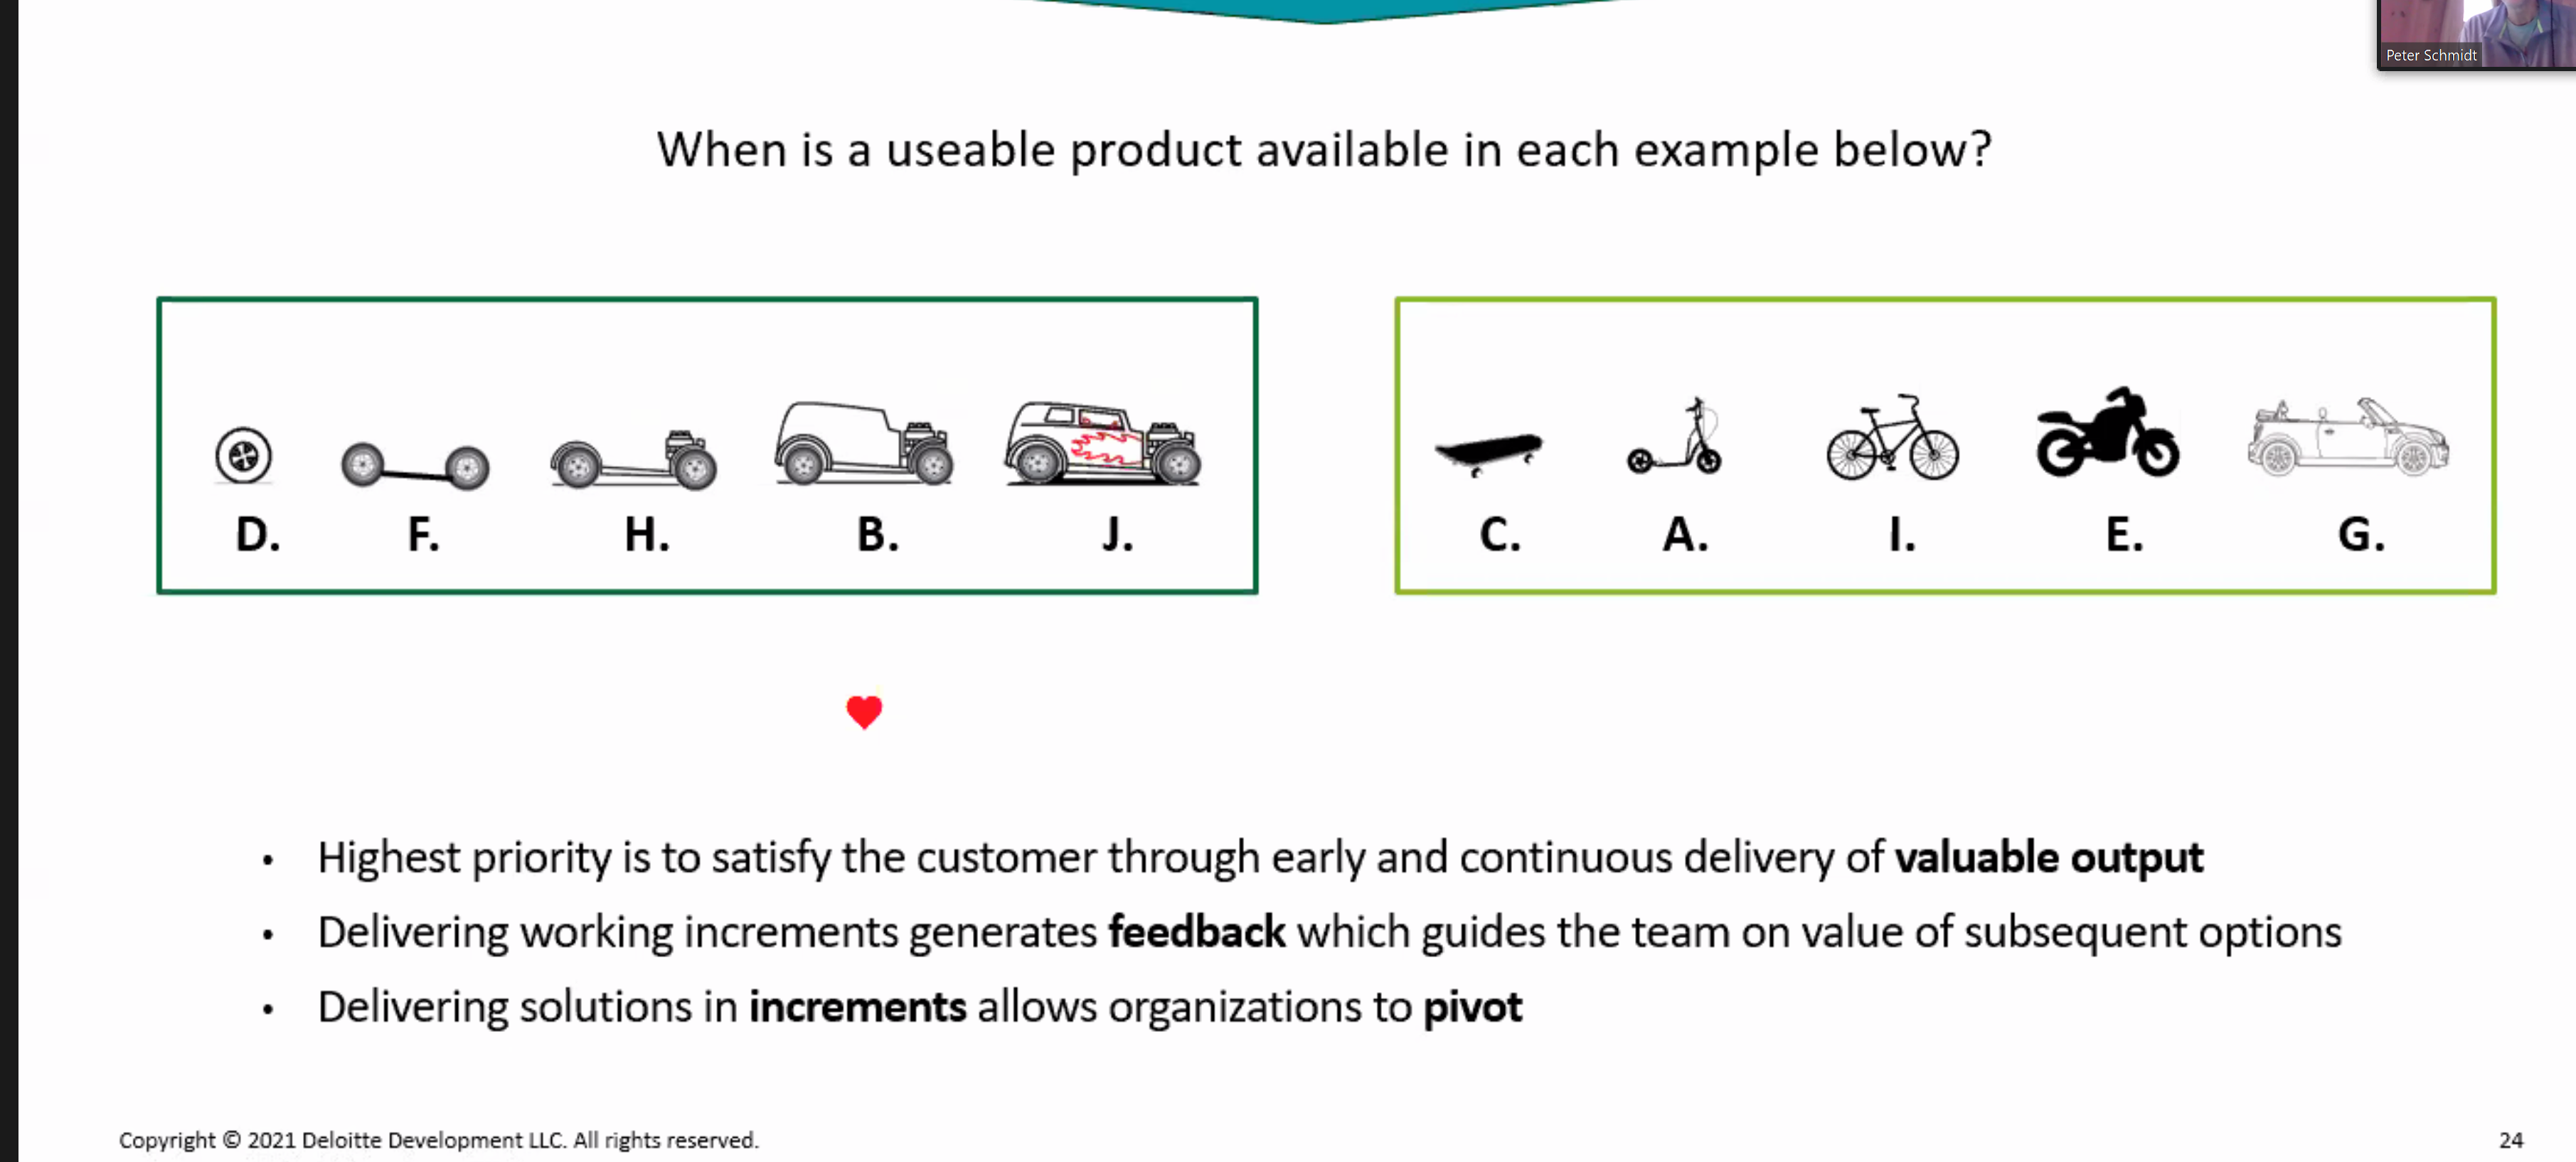 Peter Schmidt
When is a useable product available in each example below?
D. F. H. B. J.
C. A. I. E. G.
• Highest priority is to satisfy the customer through early and continuous delivery of valuable output
• Delivering working increments generates feedback which guides the team on value of subsequent options
• Delivering solutions in increments allows organizations to pivot
Copyright © 2021 Deloitte Development LLC. All rights reserved.
24